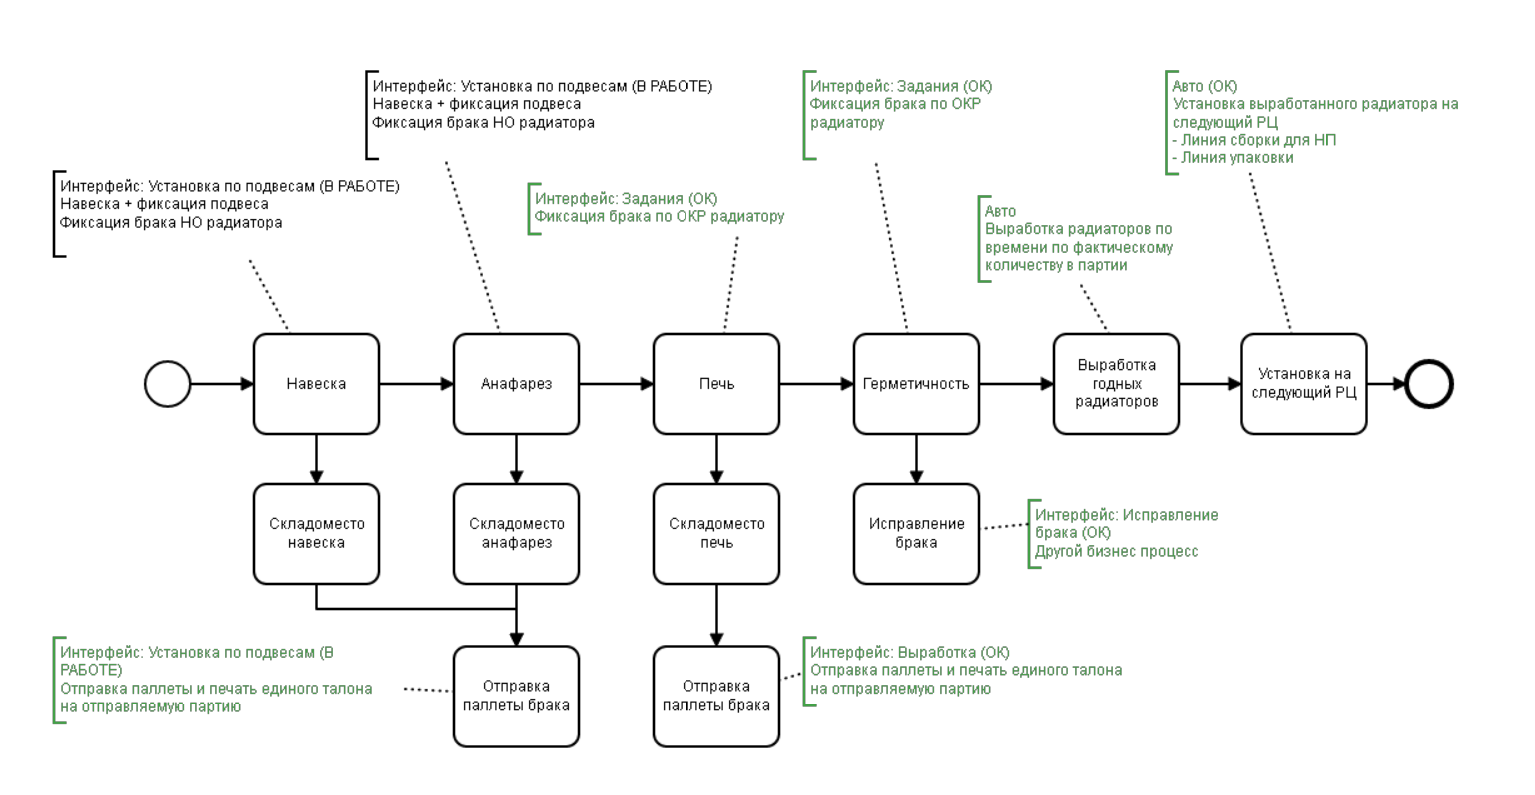 Интерфейс: Установка по подвесам (В РАБОТЕ)
Навеска + фиксация подвеса
Фиксация брака НО радиатора
Интерфейс: Задания (ОК)
Фиксация брака по ОКР
радиатору
Авто (ОК)
Установка выработанного радиатора на
следующий РЦ
- Линия сборки для НП
- Линия упаковки
Интерфейс: Установка по подвесам (В РАБОТЕ)
Навеска + фиксация подвеса
Фиксация брака НО радиатора
Интерфейс: Задания (ОК)
Фиксация брака по ОКР радиатору
Авто
Выработка радиаторов по
времени по фактическому
количеству в партии
Навеска
Анафарез
Печь
Герметичность
Выработка
годных
радиаторов
Установка на
следующий РЦ
Складоместо
навеска
Складоместо
анафарез
Складоместо
печь
Исправление
брака
Интерфейс: Исправление
брака (ОК)
Другой бизнес процесс
Интерфейс: Установка по подвесам (В
РАБОТЕ)
Отправка паллеты и печать единого талона
на отправляемую партию
Отправка
паллеты брака
Отправка
паллеты брака
Интерфейс: Выработка (ОК)
Отправка паллеты и печать единого талона
на отправляемую партию